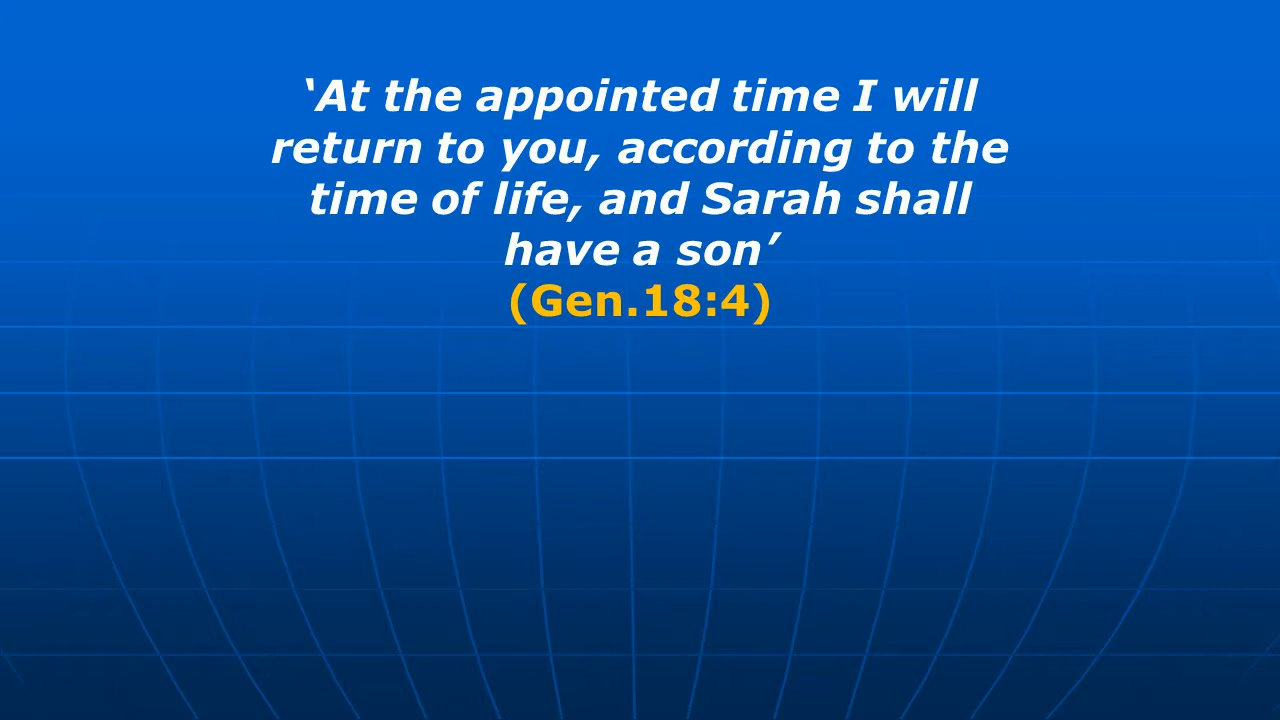 ‘At the appointed time I will
return to you, according to the
time of life, and Sarah shall
have a son’
(Gen.18:4)